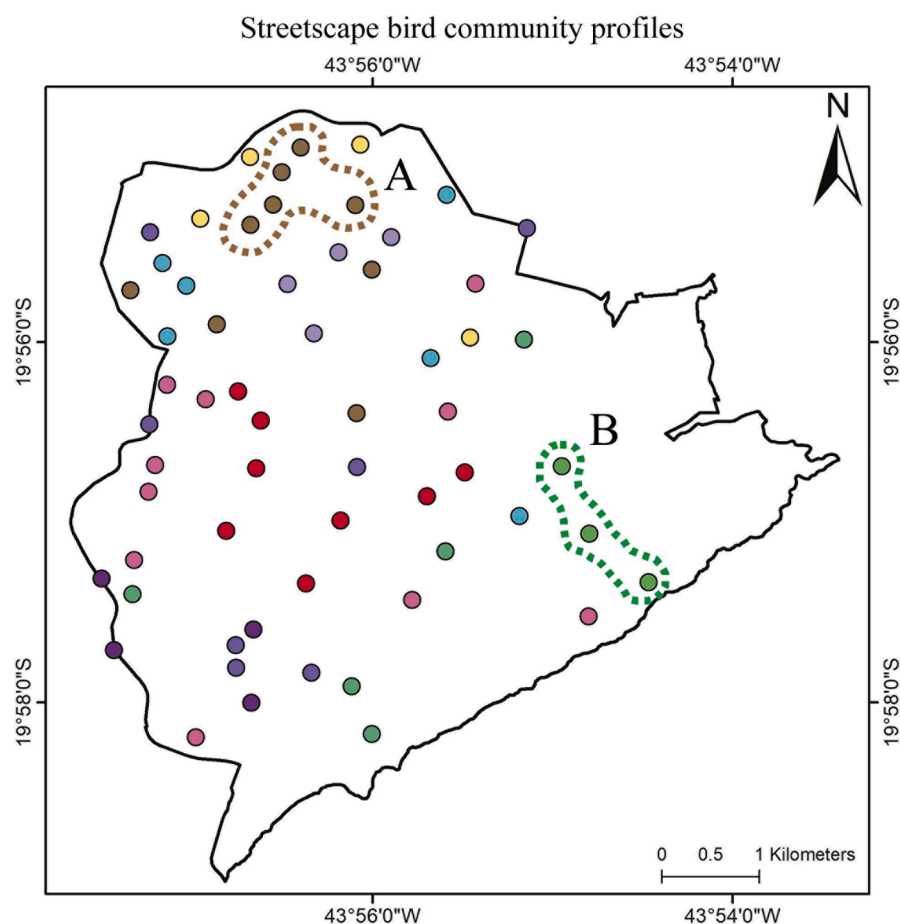 Streetscape bird community profiles
43°56'0"W
43°54'0"W
N
A
19°56'0"S
19°56'0"S
B
19°58'0"S
19°58'0"S
0 0.5 1 Kilometers
43°56'0"W
43°54'0"W